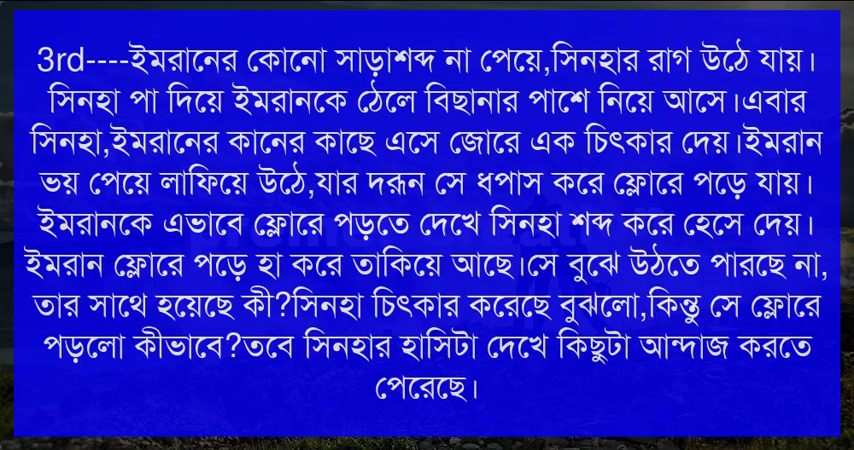 3rd----ইমরানের কোনো সাড়াশব্দ না পেয়ে,সিনহার রাগ উঠে যায়।
সিনহা পা দিয়ে ইমরানকে ঠেলে বিছানার পাশে নিয়ে আসে।এবার
সিনহা,ইমরানের কানের কাছে এসে জোরে এক চিৎকার দেয়।ইমরান
ভয় পেয়ে লাফিয়ে উঠে,যার দরূন সে ধপাস করে ফ্লোরে পড়ে যায়।
ইমরানকে এভাবে ফ্লোরে পড়তে দেখে সিনহা শব্দ করে হেসে দেয়।
ইমরান ফ্লোরে পড়ে হা করে তাকিয়ে আছে।সে বুঝে উঠতে পারছে না,
তার সাথে হয়েছে কী?সিনহা চিৎকার করেছে বুঝলো,কিন্তু সে ফ্লোরে
পড়লো কীভাবে?তবে সিনহার হাসিটা দেখে কিছুটা আন্দাজ করতে
পেরেছে।